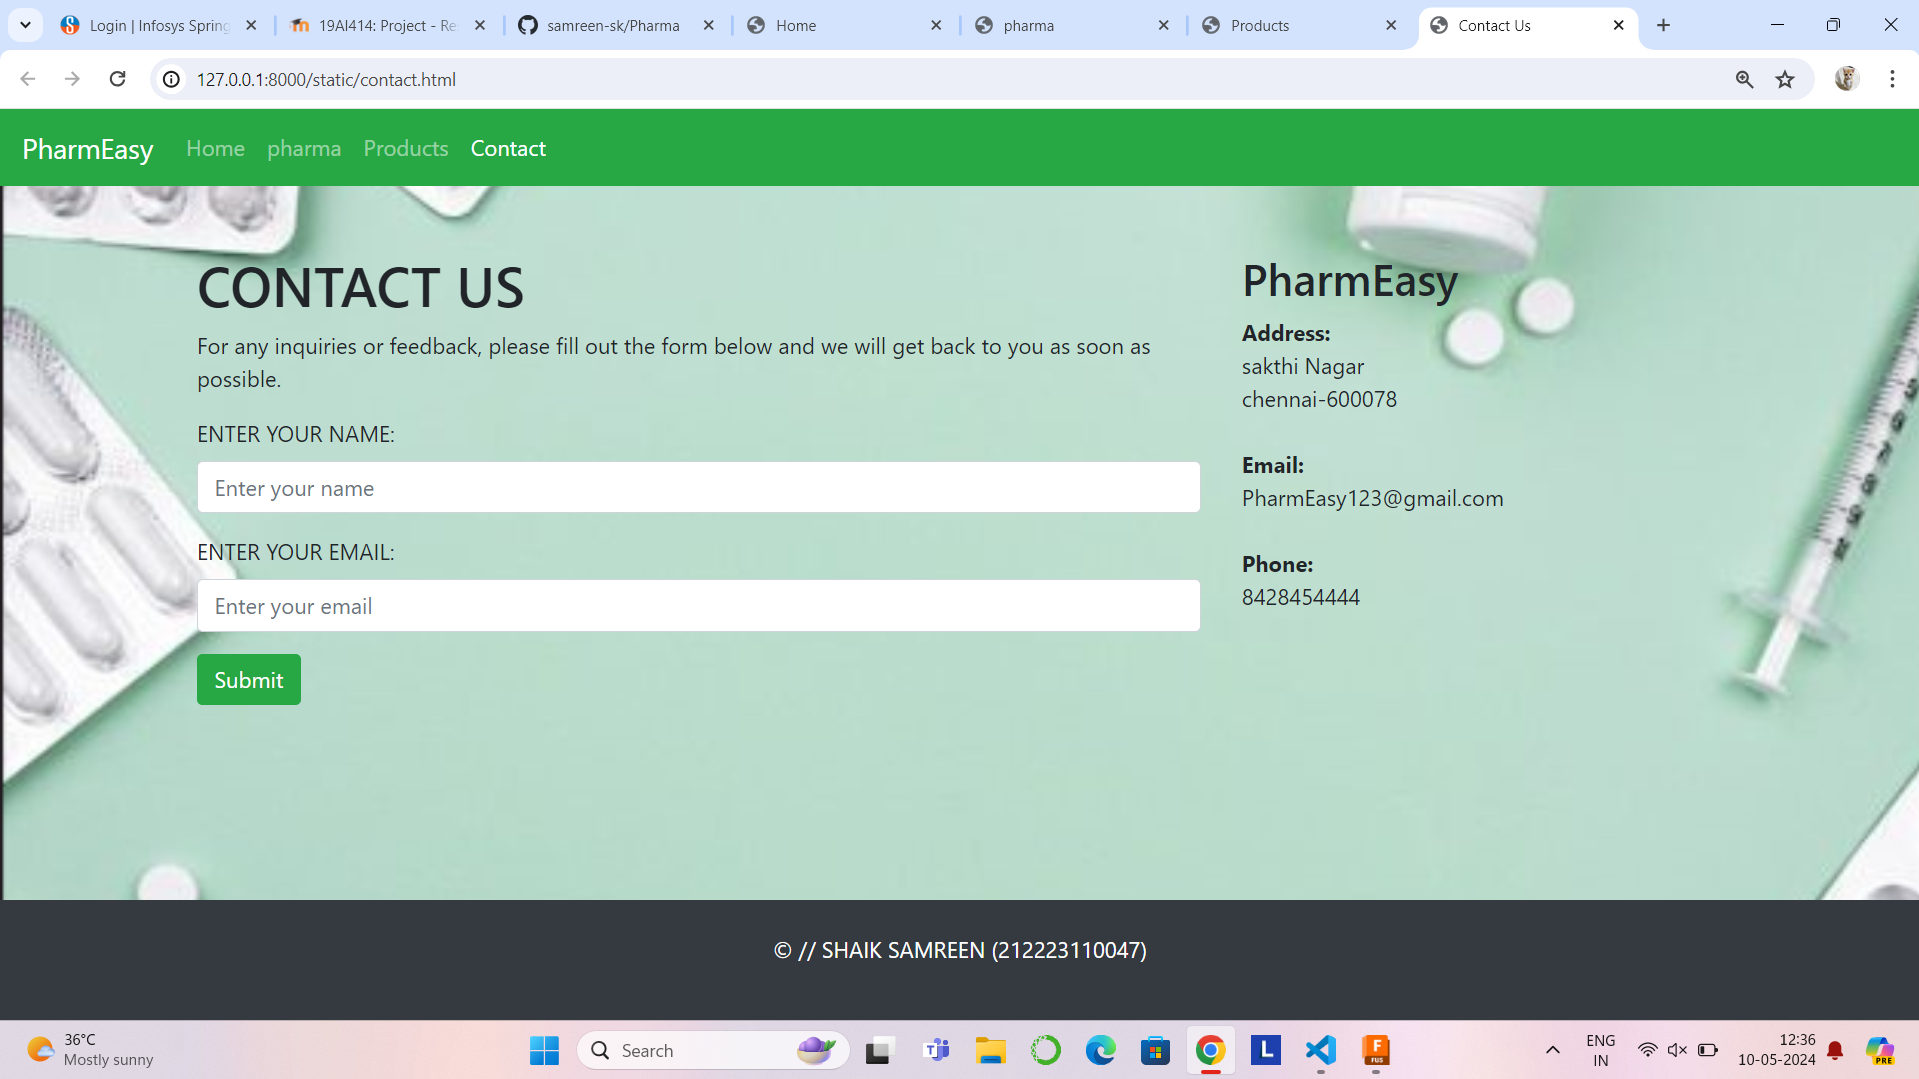 Login | Infosys Spring
19AI414: Project - Re
samreen-sk/Pharma
Home
pharma
Products
Contact Us
127.0.0.1:8000/static/contact.html
PharmEasy Home pharma Products Contact
CONTACT US
For any inquiries or feedback, please fill out the form below and we will get back to you as soon as
possible.
ENTER YOUR NAME:
Enter your name
ENTER YOUR EMAIL:
Enter your email
Submit
PharmEasy
Address:
sakthi Nagar
chennai-600078
Email:
PharmEasy123@gmail.com
Phone:
8428454444
© // SHAIK SAMREEN (212223110047)
36°C
Mostly sunny
Search
L
F
FUS
ENG
IN
12:36
10-05-2024
PRE